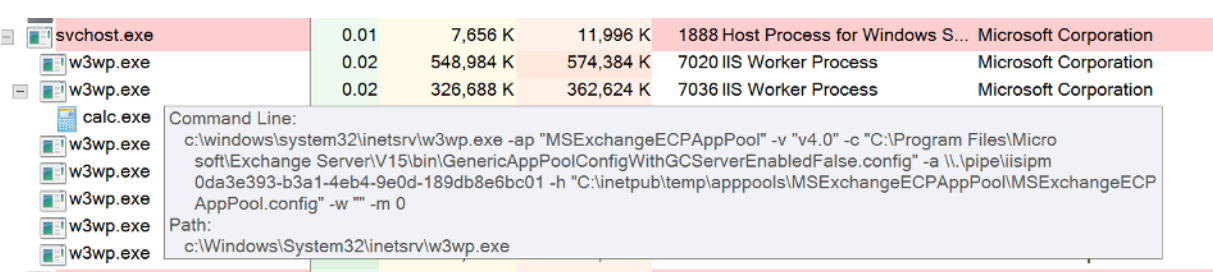 svchost.exe 0.01 7,656 K 11,996 K 1888 Host Process for Windows S... Microsoft Corporation
w3wp.exe 0.02 548,984 K 574,384 K 7020 IIS Worker Process Microsoft Corporation
w3wp.exe 0.02 326,688 K 362,624 K 7036 IIS Worker Process Microsoft Corporation
calc.exe
Command Line:
w3wp.exe
c:\windows\system32\inetsrv\w3wp.exe -ap "MSExchangeECPAppPool" -v "v4.0" -c "C:\Program Files\Micro
soft\Exchange Server\V15\bin\GenericAppPoolConfigWithGCServerEnabledFalse.config" -a \\.\pipe\iisipm
w3wp.exe
0da3e393-b3a1-4eb4-9e0d-189db8e6bc01 -h "C:\inetpub\temp\apppools\MSExchangeECPAppPool\MSExchangeECP
w3wp.exe
AppPool.config" -w "" -m 0
w3wp.exe
Path:
w3wp.exe
c:\Windows\System32\inetsrv\w3wp.exe